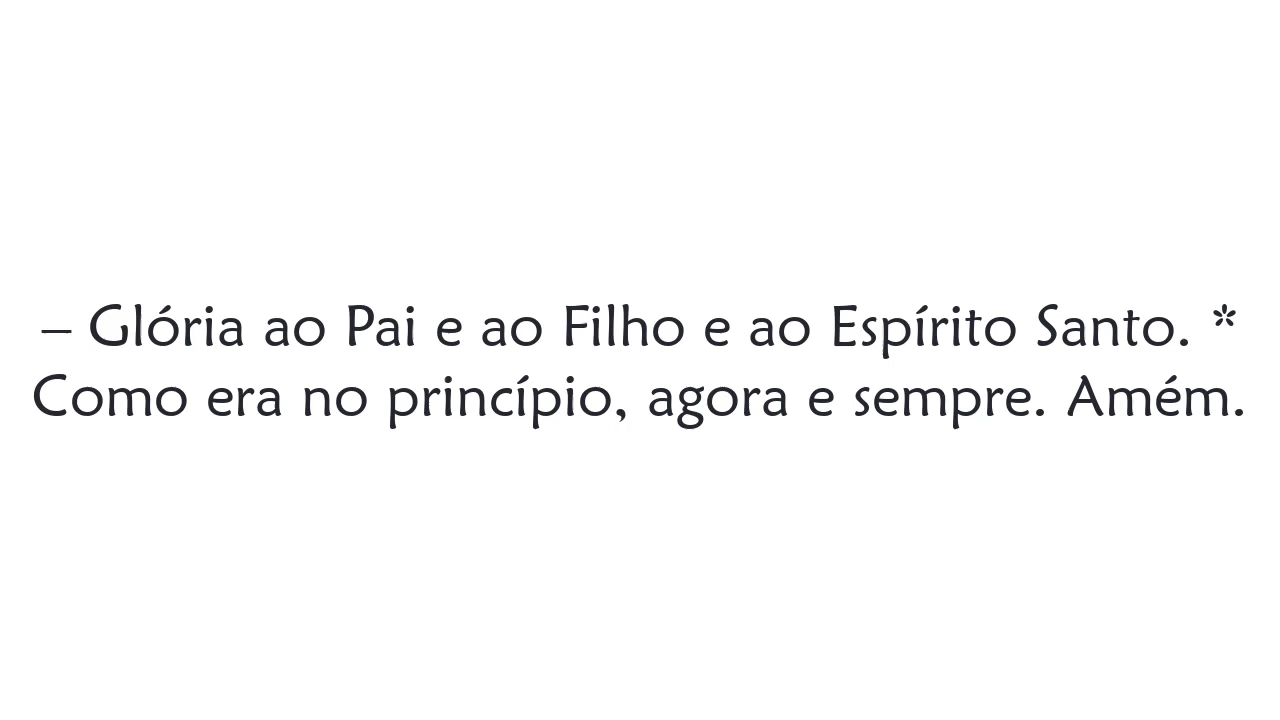 – Glória ao Pai e ao Filho e ao Espírito Santo. *
Como era no princípio, agora e sempre. Amém.